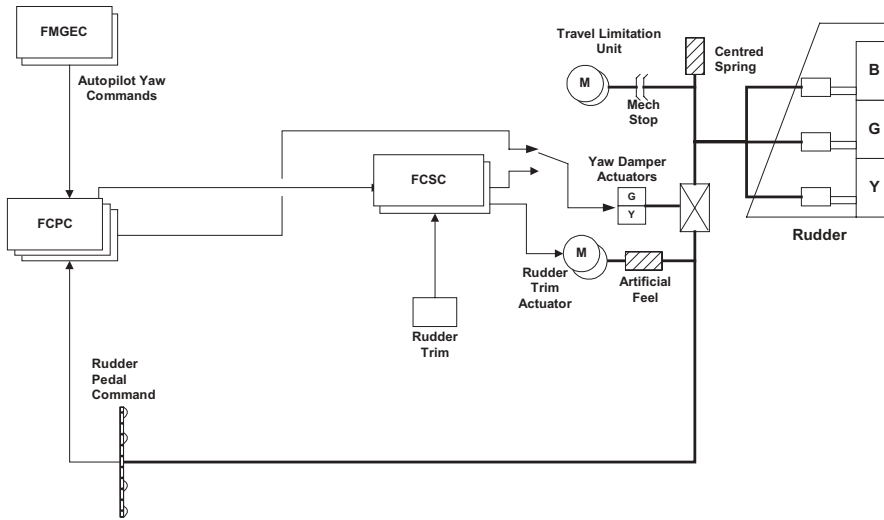 FMGEC
Autopilot Yaw
Commands
Travel Limitation
Unit
M
Mech
Stop
Centred
Spring
B
G
Y
Rudder
FCSC
Yaw Damper
Actuators
G
Y
FCPC
M
Rudder
Trim
Actuator
Artificial
Feel
Rudder
Trim
Rudder
Pedal
Command